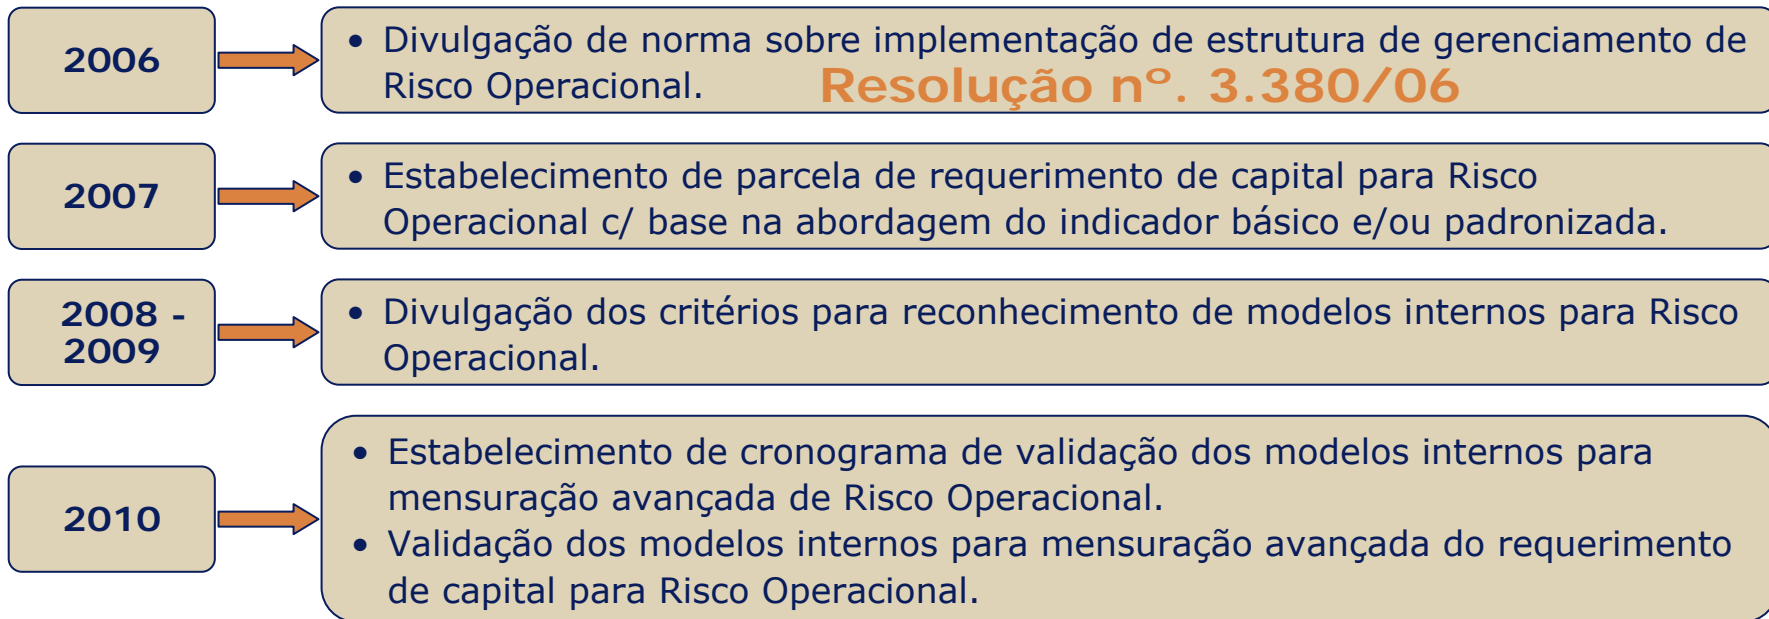 2006
• Divulgação de norma sobre implementação de estrutura de gerenciamento de
Risco Operacional. Resolução nº. 3.380/06
2007
• Estabelecimento de parcela de requerimento de capital para Risco
Operacional c/ base na abordagem do indicador básico e/ou padronizada.
2008 -
2009
• Divulgação dos critérios para reconhecimento de modelos internos para Risco
Operacional.
2010
• Estabelecimento de cronograma de validação dos modelos internos para
mensuração avançada de Risco Operacional.
• Validação dos modelos internos para mensuração avançada do requerimento
de capital para Risco Operacional.